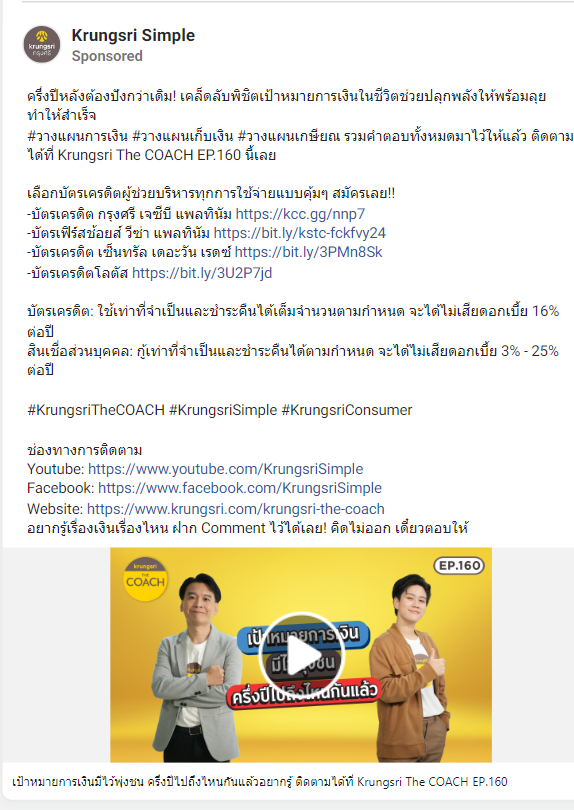 Krungsri Simple
Sponsored
krungsri
กรุงศรี
ครึ่งปีหลังต้องปังกว่าเดิม! เคล็ดลับพิชิตเป้าหมายการเงินในชีวิตช่วยปลุกพลังให้พร้อมลุย
ทำให้สำเร็จ
#วางแผนการเงิน #วางแผนเก็บเงิน #วางแผนเกษียณ รวมคำตอบทั้งหมดมาไว้ให้แล้ว ติดตาม
ได้ที่ Krungsri The COACH EP.160 นี้เลย
เลือกบัตรเครดิตผู้ช่วยบริหารทุกการใช้จ่ายแบบคุ้มๆ สมัครเลย!!
-บัตรเครดิต กรุงศรี เจซีบี แพลทินัม https://kcc.gg/nnp7
-บัตรเฟิร์สช้อยส์ วีซ่า แพลทินัม https://bit.ly/kstc-fckfvy24
-บัตรเครดิต เซ็นทรัล เดอะวัน เรดซ์ https://bit.ly/3PMn8Sk
-บัตรเครดิตโลตัส https://bit.ly/3U2P7jd
บัตรเครดิต: ใช้เท่าที่จำเป็นและชำระคืนได้เต็มจำนวนตามกำหนด จะได้ไม่เสียดอกเบี้ย 16%
ต่อปี
สินเชื่อส่วนบุคคล: กู้เท่าที่จำเป็นและชำระคืนได้ตามกำหนด จะได้ไม่เสียดอกเบี้ย 3% - 25%
ต่อปี
#KrungsriTheCOACH #KrungsriSimple #KrungsriConsumer
ช่องทางการติดตาม
Youtube: https://www.youtube.com/KrungsriSimple
Facebook: https://www.facebook.com/KrungsriSimple
Website: https://www.krungsri.com/krungsri-the-coach
อยากรู้เรื่องเงินเรื่องไหน ฝาก Comment ไว้ได้เลย! คิดไม่ออก เดี๋ยวตอบให้
krungsri
THE
COACH
EP.160
เป้าหมายการเงิน
มีไว้พุ่งชน
ครึ่งปีไปถึงไหนกันแล้ว
เป้าหมายการเงินมีไว้พุ่งชน ครึ่งปีไปถึงไหนกันแล้วอยากรู้ ติดตามได้ที่ Krungsri The COACH EP.160